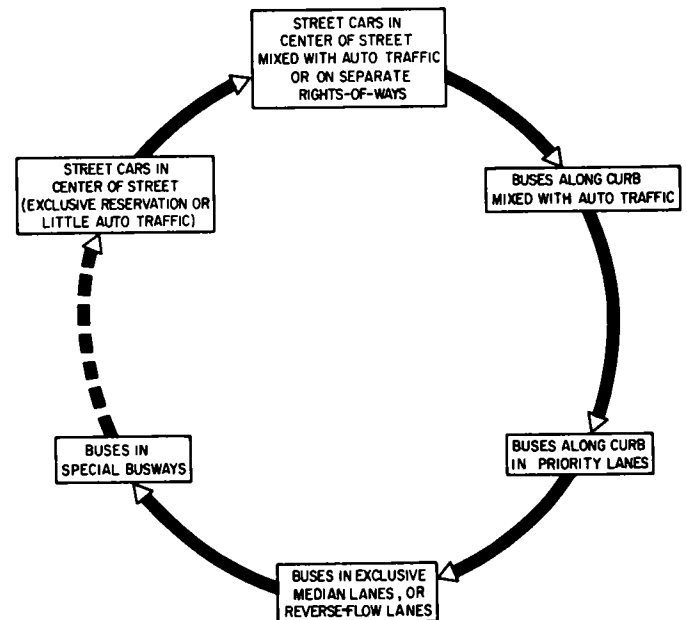 STREET CARS IN
CENTER OF STREET
MIXED WITH AUTO TRAFFIC
OR ON SEPARATE
RIGHTS-OF-WAYS
BUSES ALONG CURB
MIXED WITH AUTO TRAFFIC
BUSES ALONG CURB
IN PRIORITY LANES
BUSES IN EXCLUSIVE
MEDIAN LANES, OR
REVERSE-FLOW LANES
BUSES IN
SPECIAL BUSWAYS
STREET CARS IN
CENTER OF STREET
(EXCLUSIVE RESERVATION OR
LITTLE AUTO TRAFFIC)